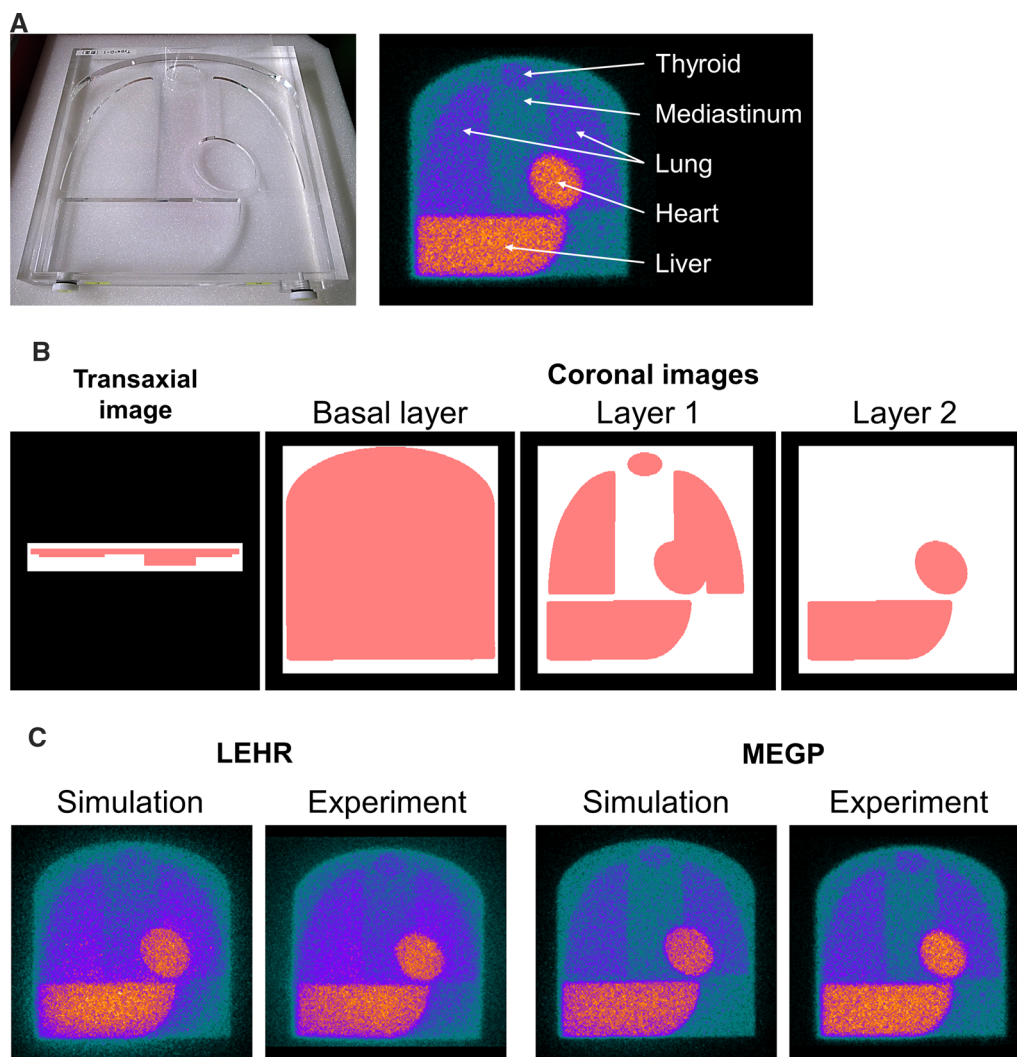 A
Thyroid
Mediastinum
Lung
Heart
Liver
B
Transaxial
image
Coronal images
Basal layer
Layer 1
Layer 2
C
LEHR
MEGP
Simulation
Experiment
Simulation
Experiment